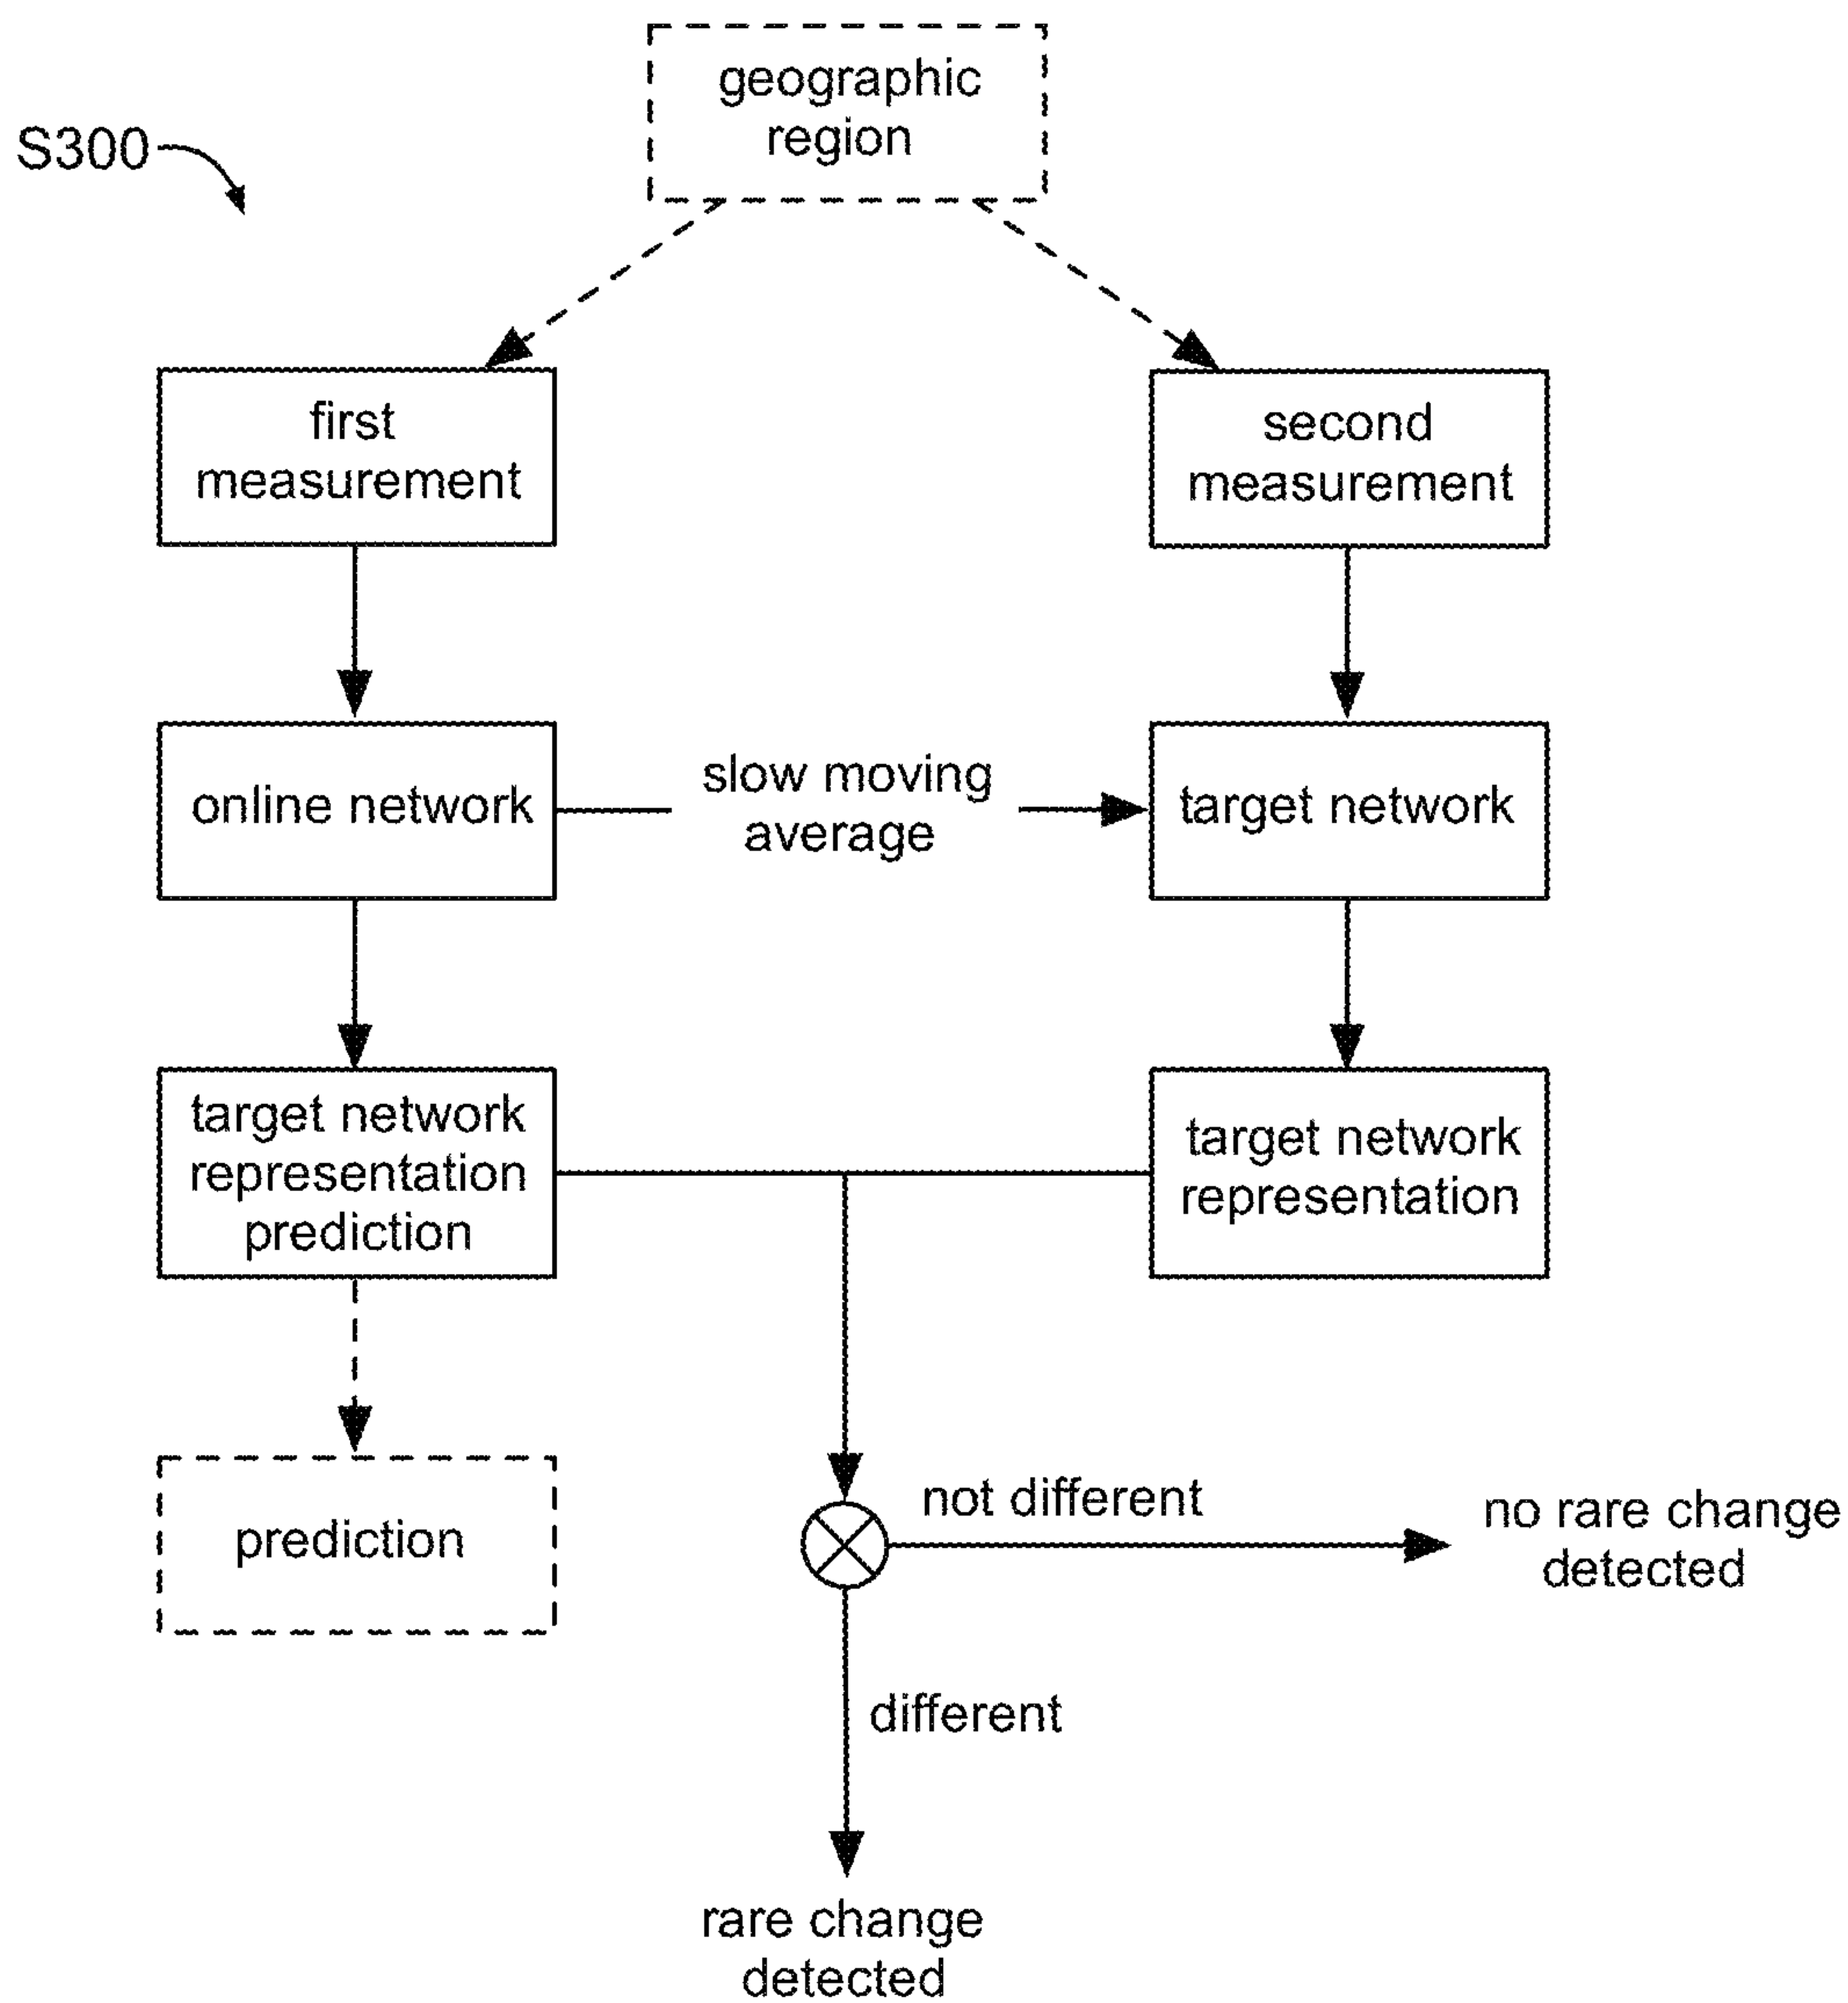 geographic
region
S300
first
measurement
second
measurement
online network
slow moving
average
target network
target network
representation
prediction
target network
representation
prediction
not different
no rare change
detected
different
rare change
detected